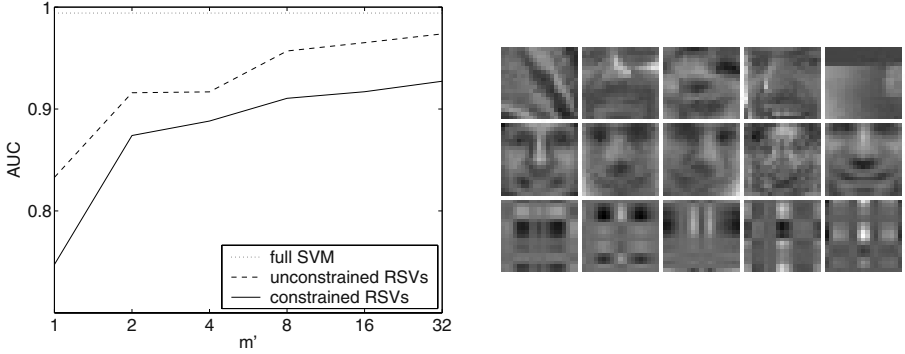 1
0.9
0.8
AUC
full SVM
unconstrained RSVs
constrained RSVs
1 2 4 8 16 32
m'